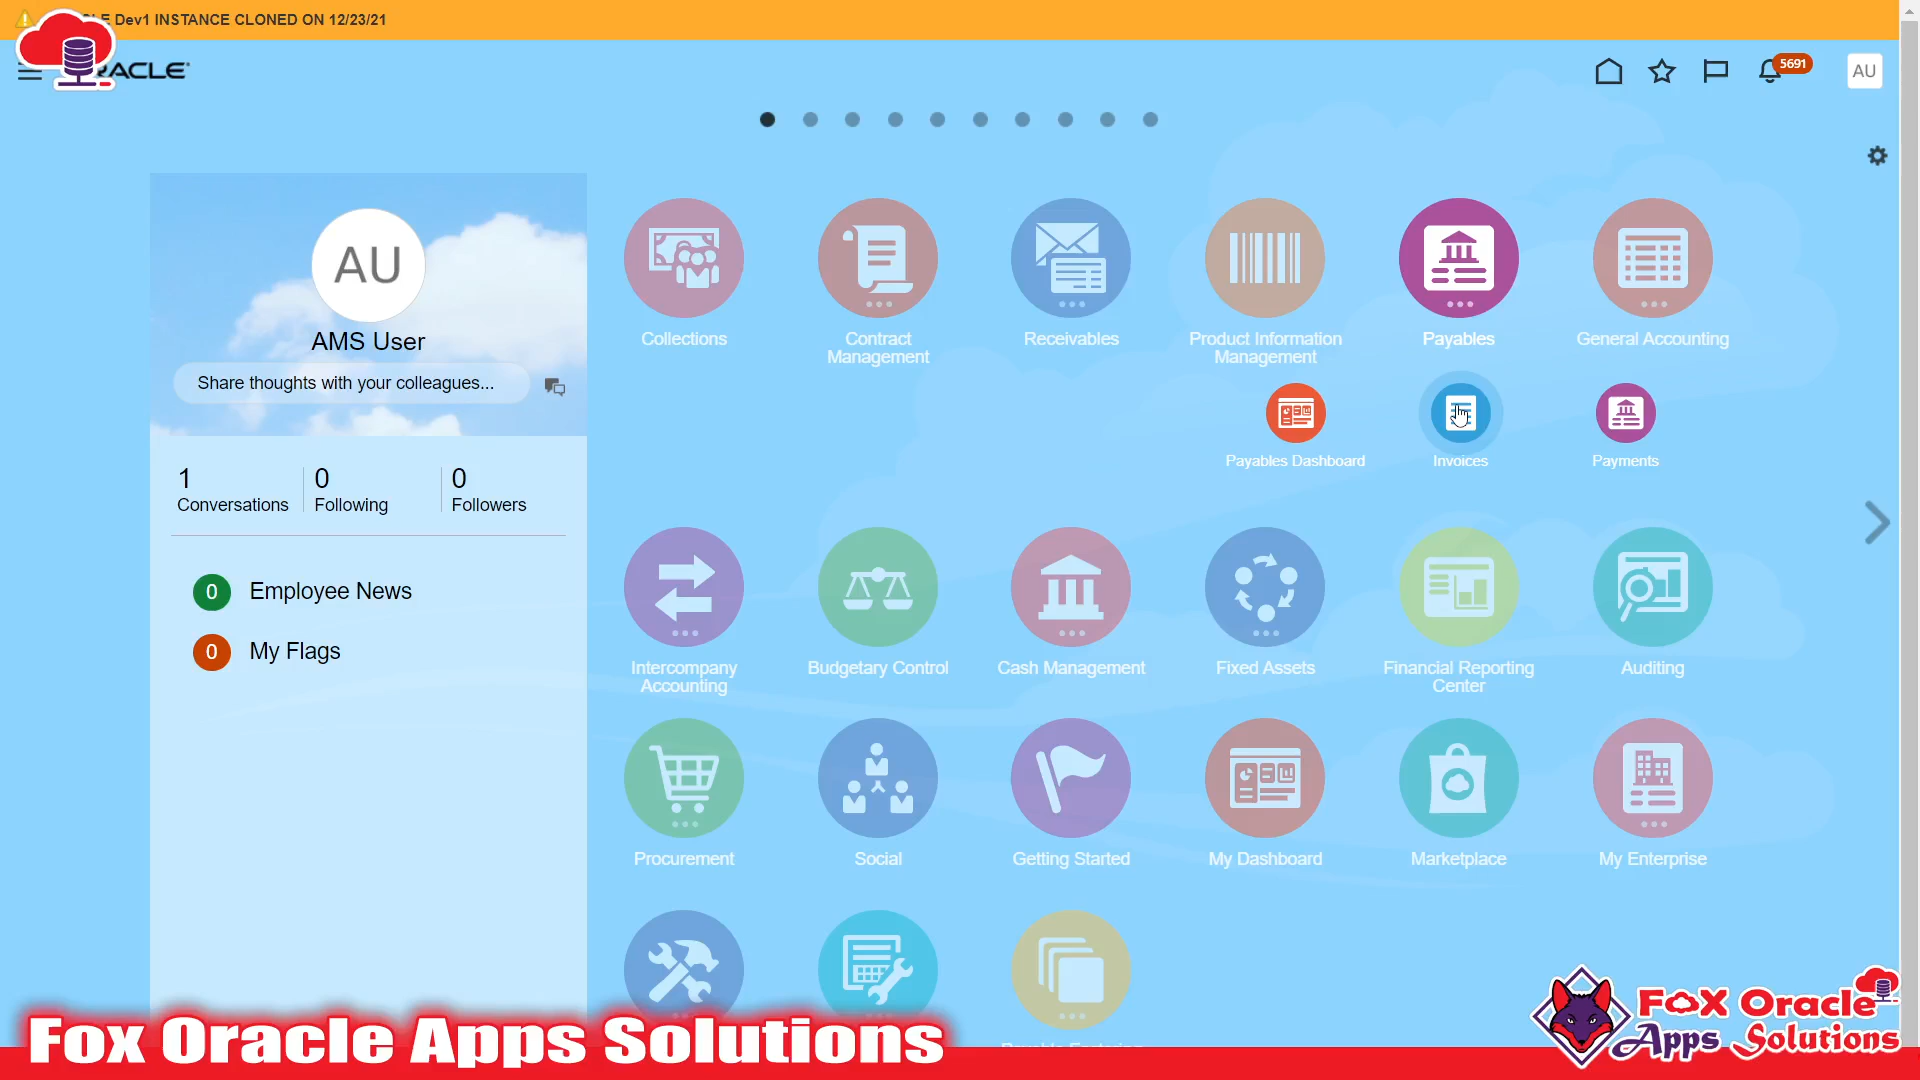 Dev1 INSTANCE CLONED ON 12/23/21
5691
AU
AU
AMS User
Share thoughts with your colleagues...
1
Conversations
0
Following
0
Followers
0 Employee News
0 My Flags
Collections
Contract
Management
Receivables
Product Information
Management
Payables
General Accounting
Payables Dashboard
Invoices
Payments
Intercompany
Accounting
Budgetary Control
Cash Management
Fixed Assets
Financial Reporting
Center
Auditing
Procurement
Social
Getting Started
My Dashboard
Marketplace
My Enterprise
Fox Oracle Apps Solutions
Fox Oracle
Apps Solutions